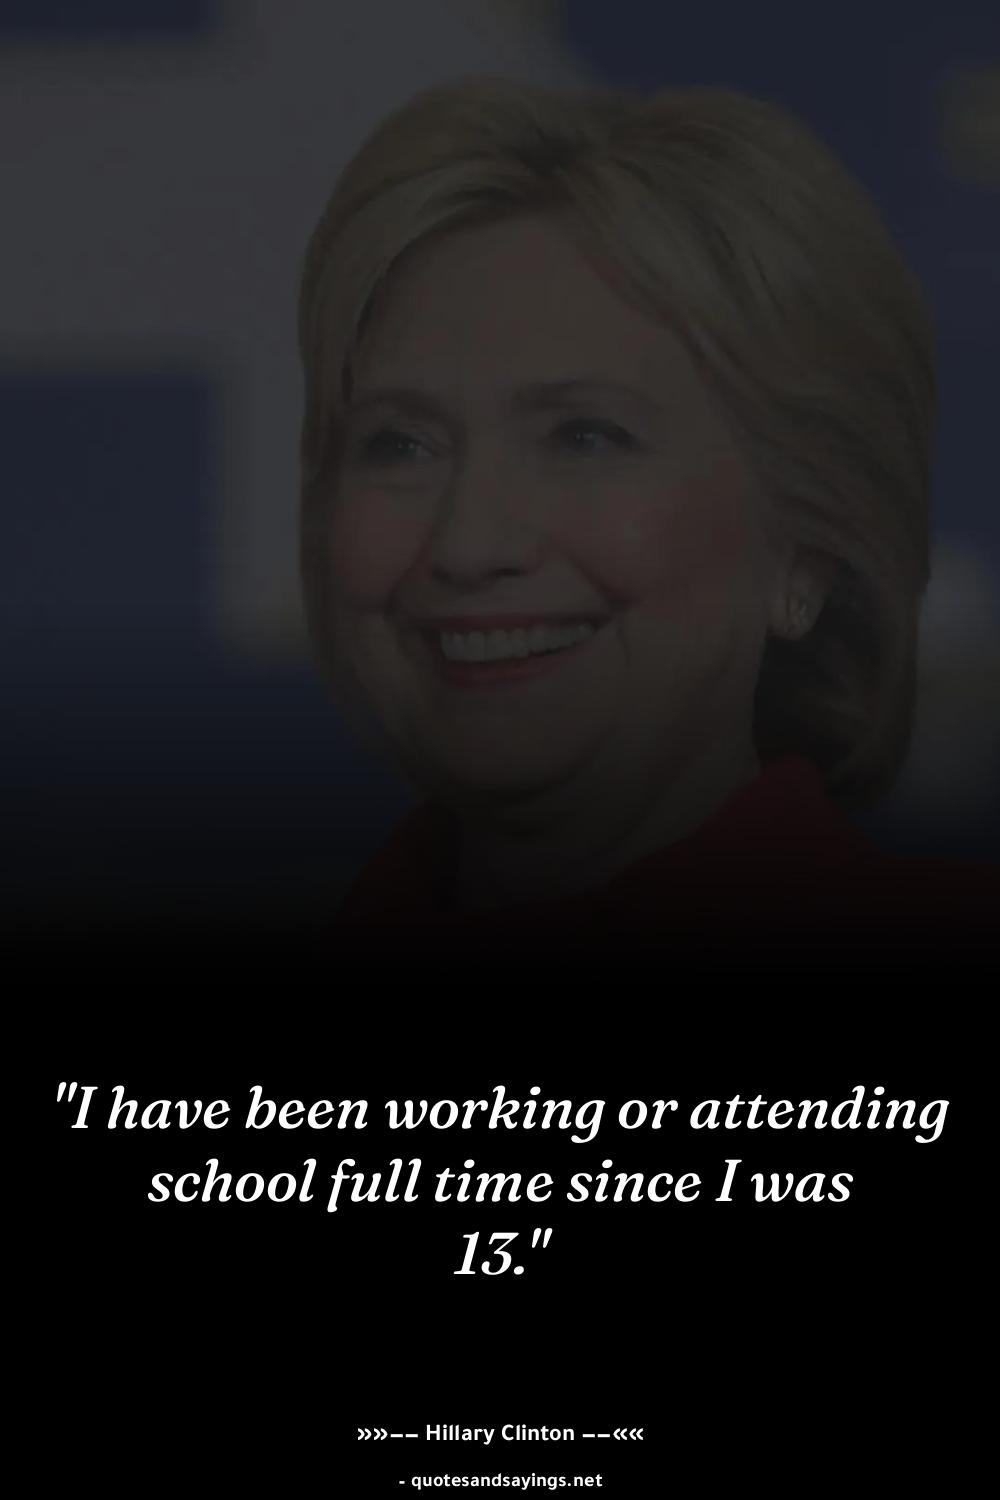 "I have been working or attending
school full time since I was
13."
»»−− Hillary Clinton −−««
- quotesandsayings.net